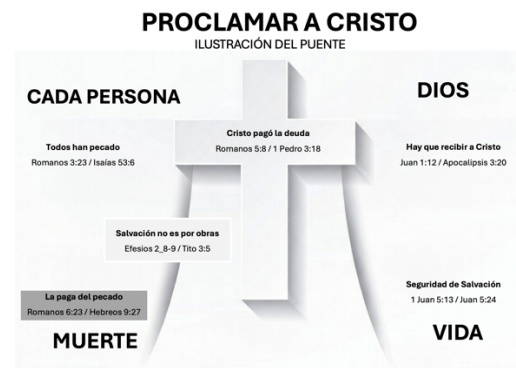 PROCLAMAR A CRISTO
ILUSTRACIÓN DEL PUENTE
CADA PERSONA
DIOS
Todos han pecado
Romanos 3:23 / Isaías 53:6
Cristo pagó la deuda
Romanos 5:8 / 1 Pedro 3:18
Hay que recibir a Cristo
Juan 1:12 / Apocalipsis 3:20
Salvación no es por obras
Efesios 2_8-9 / Tito 3:5
La paga del pecado
Romanos 6:23 / Hebreos 9:27
MUERTE
Seguridad de Salvación
1 Juan 5:13 / Juan 5:24
VIDA